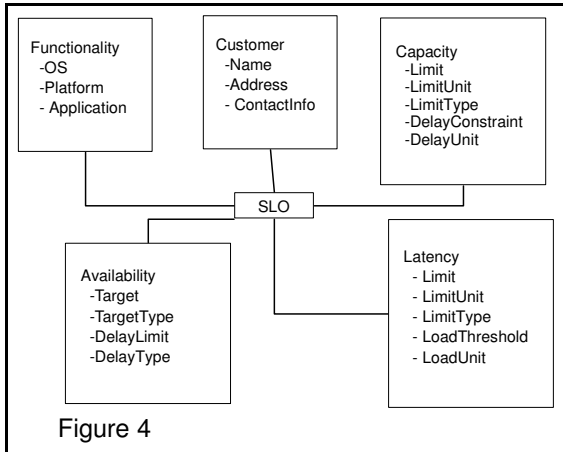 Functionality
-OS
-Platform
- Application
Customer
-Name
-Address
- ContactInfo
Capacity
-Limit
-LimitUnit
-LimitType
-DelayConstraint
-DelayUnit
SLO
Availability
-Target
-TargetType
-DelayLimit
-DelayType
Latency
- Limit
- LimitUnit
- LimitType
- LoadThreshold
- LoadUnit
Figure 4